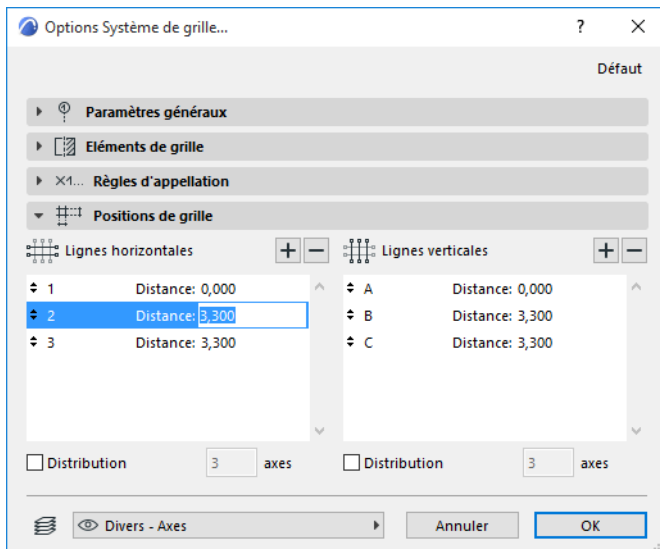 Options Système de grille...
?
Défaut
Paramètres généraux
Eléments de grille
X1... Règles d'appellation
Positions de grille
Lignes horizontales
1 Distance: 0,000
2 Distance: 3,300
3 Distance: 3,300
Distribution 3 axes
Lignes verticales
A Distance: 0,000
B Distance: 3,300
C Distance: 3,300
Distribution 3 axes
Divers - Axes
Annuler
OK